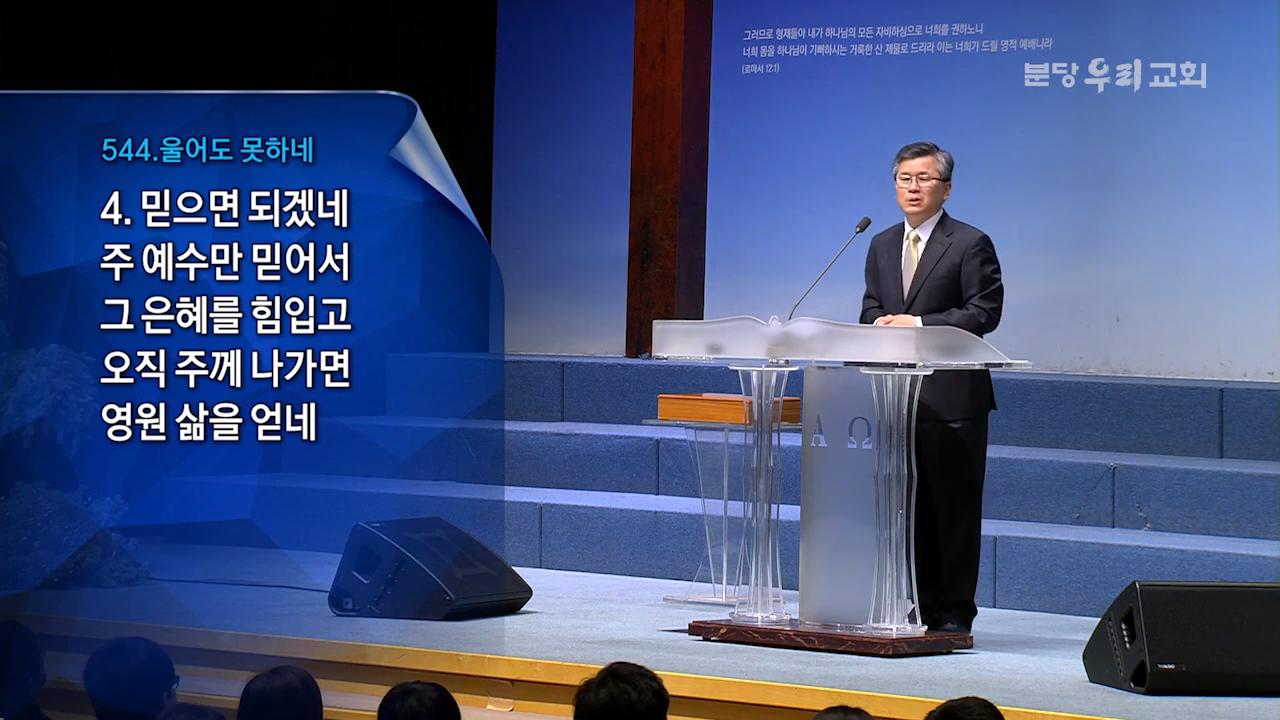 그러므로 형제들아 내가 하나님의 모든 자비하심으로 너희를 권하노니
너희 몸을 하나님이 기뻐하시는 거룩한 산 제물로 드리라 이는 너희가 드릴 영적 예배니라
(로마서 12:1)
분당우리교회
544.울어도 못하네
4. 믿으면 되겠네
주 예수만 믿어서
그 은혜를 힘입고
오직 주께 나가면
영원 삶을 얻네
Α Ω